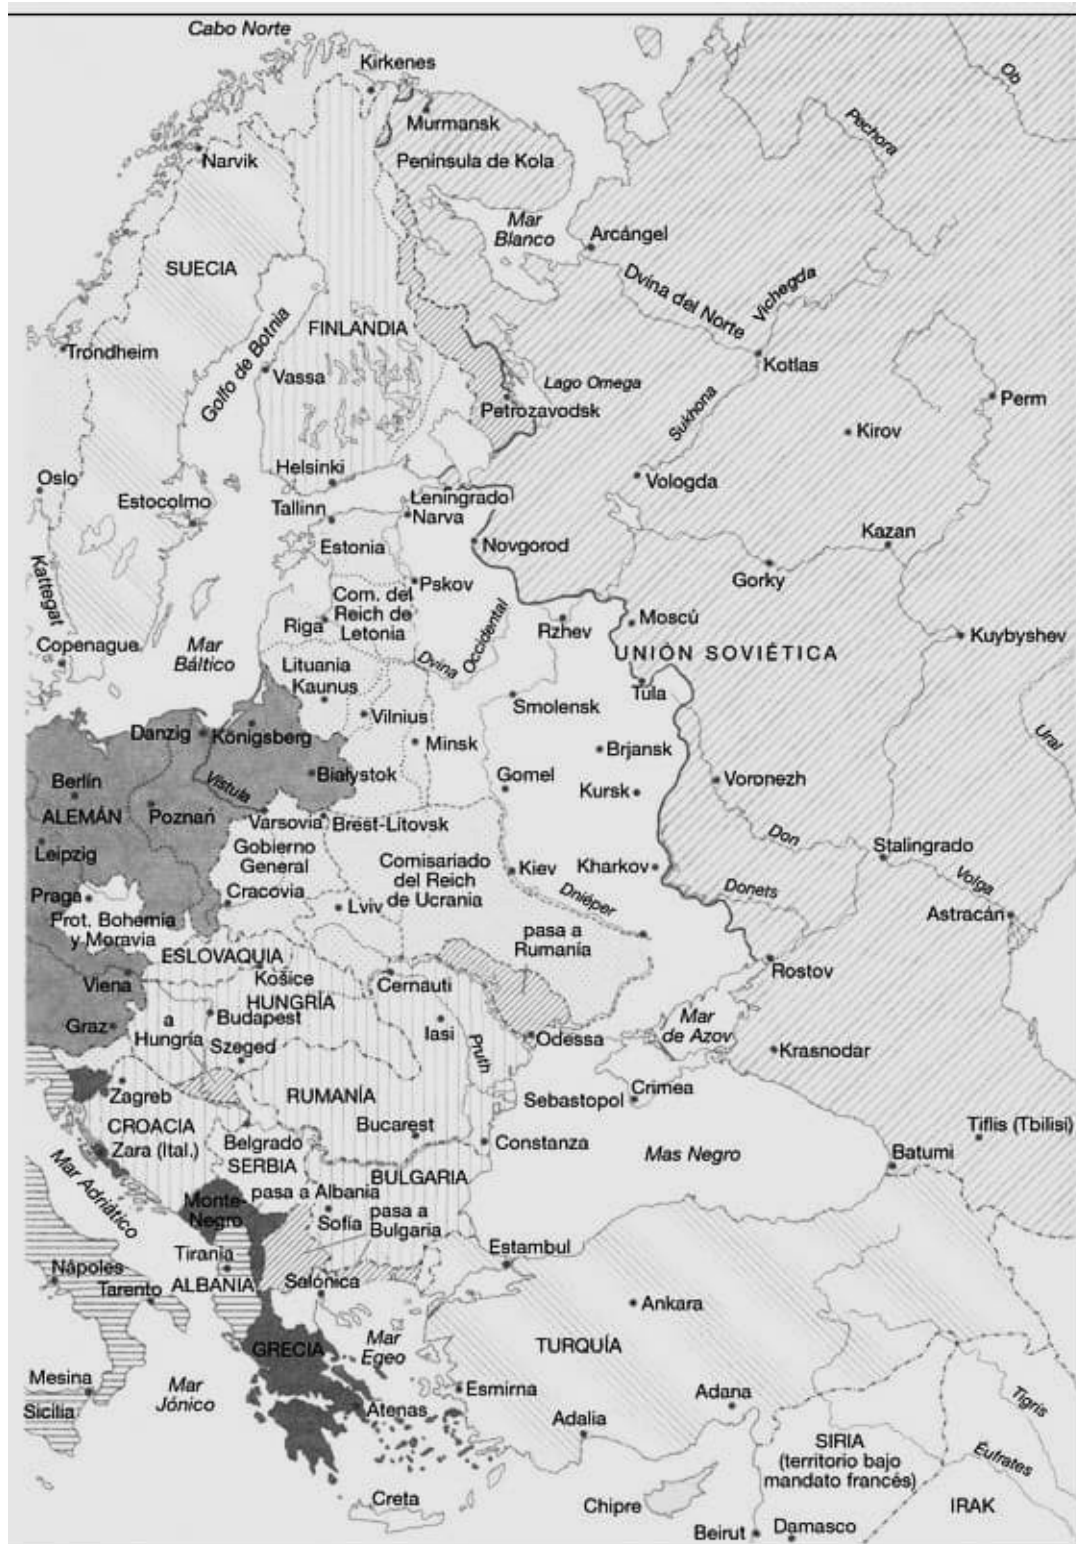 Cabo Norte
Kirkenes
Ob
Murmansk
Pechora
Narvik
Península de Kola
Mar
Blanco
Arcángel
SUECIA
Dvina del Norte
Vichegda
Golfo de Botnia
FINLANDIA
Trondheim
Kotlas
Vassa
Lago Omega
Petrozavodsk
Sukhona
Perm
Kirov
Helsinki
Vologda
Oslo
Estocolmo
Tallinn
Leningrado
Narva
Kazan
Estonia
Novgorod
Kattegat
Gorky
Pskov
Com. del
Reich de
Letonia
Riga
Occidental
Rzhev
Moscú
Kuybyshev
Copenague
Mar
Báltico
Dvina
UNIÓN SOVIÉTICA
Lituania
Kaunus
Tula
Smolensk
Vilnius
Danzig
Königsberg
Minsk
Brjansk
Ural
Berlín
Bialystok
Gomel
Voronezh
Vístula
Kursk
ALEMÁN
Poznań
Varsovia
Brest-Litovsk
Don
Stalingrado
Leipzig
Gobierno
General
Comisariado
del Reich
de Ucrania
Kiev
Kharkov
Volga
Praga
Cracovia
Lviv
Dniéper
Donets
Astracán
Prot. Bohemia
y Moravia
pasa a
Rumanía
ESLOVAQUIA
Rostov
Viena
Košice
Cernauti
HUNGRÍA
Graz
a
Hungría
Budapest
Iasi
Mar
de Azov
Szeged
Pruth
Odessa
Krasnodar
Zagreb
RUMANÍA
Crimea
Sebastopol
CROACIA
Zara (Ital.)
Bucarest
Tiflis (Tbilisi)
Belgrado
Constanza
Mas Negro
Batumi
SERBIA
Mar Adriático
BULGARIA
Monte-
Negro
pasa a Albania
Sofía
pasa a
Bulgaria
Tirania
Estambul
Nápoles
Tarento
ALBANIA
Salónica
Ankara
GRECIA
Mar
Egeo
TURQUÍA
Mesina
Mar
Jónico
Esmirna
Adana
Tigris
Sicilia
Atenas
Adalia
SIRIA
(territorio bajo
mandato francés)
Éufrates
Creta
Chipre
IRAK
Beirut
Damasco